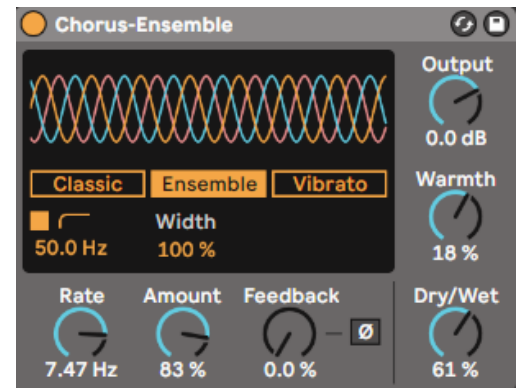 Chorus-Ensemble
Output
0.0 dB
Classic Ensemble Vibrato
Warmth
18 %
Width
50.0 Hz 100 %
Rate Amount Feedback Dry/Wet
Ø
7.47 Hz 83 % 0.0 % 61 %